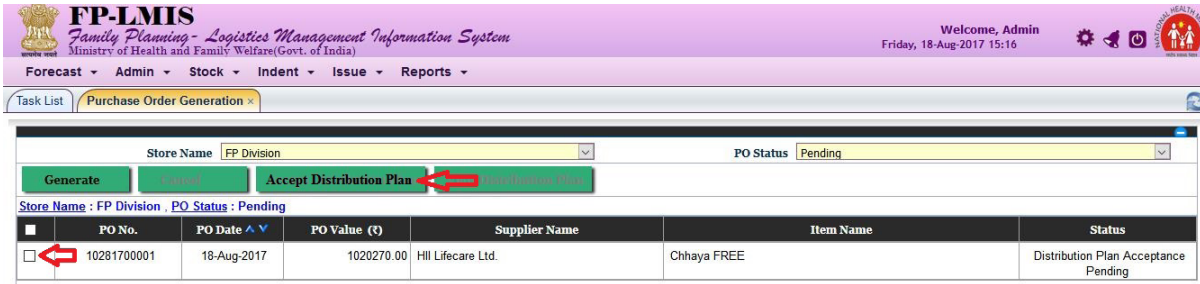 FP-LMIS
Family Planning - Logistics Management Information System
Ministry of Health and Family Welfare(Govt. of India)
Welcome, Admin
Friday, 18-Aug-2017 15:16
Forecast Admin Stock Indent Issue Reports
Task List Purchase Order Generation ×
Store Name FP Division PO Status Pending
Generate Cancel Accept Distribution Plan Distribution Plan
Store Name : FP Division , PO Status : Pending
PO No. PO Date PO Value (₹) Supplier Name Item Name Status
10281700001 18-Aug-2017 1020270.00 Hll Lifecare Ltd. Chhaya FREE Distribution Plan Acceptance
Pending